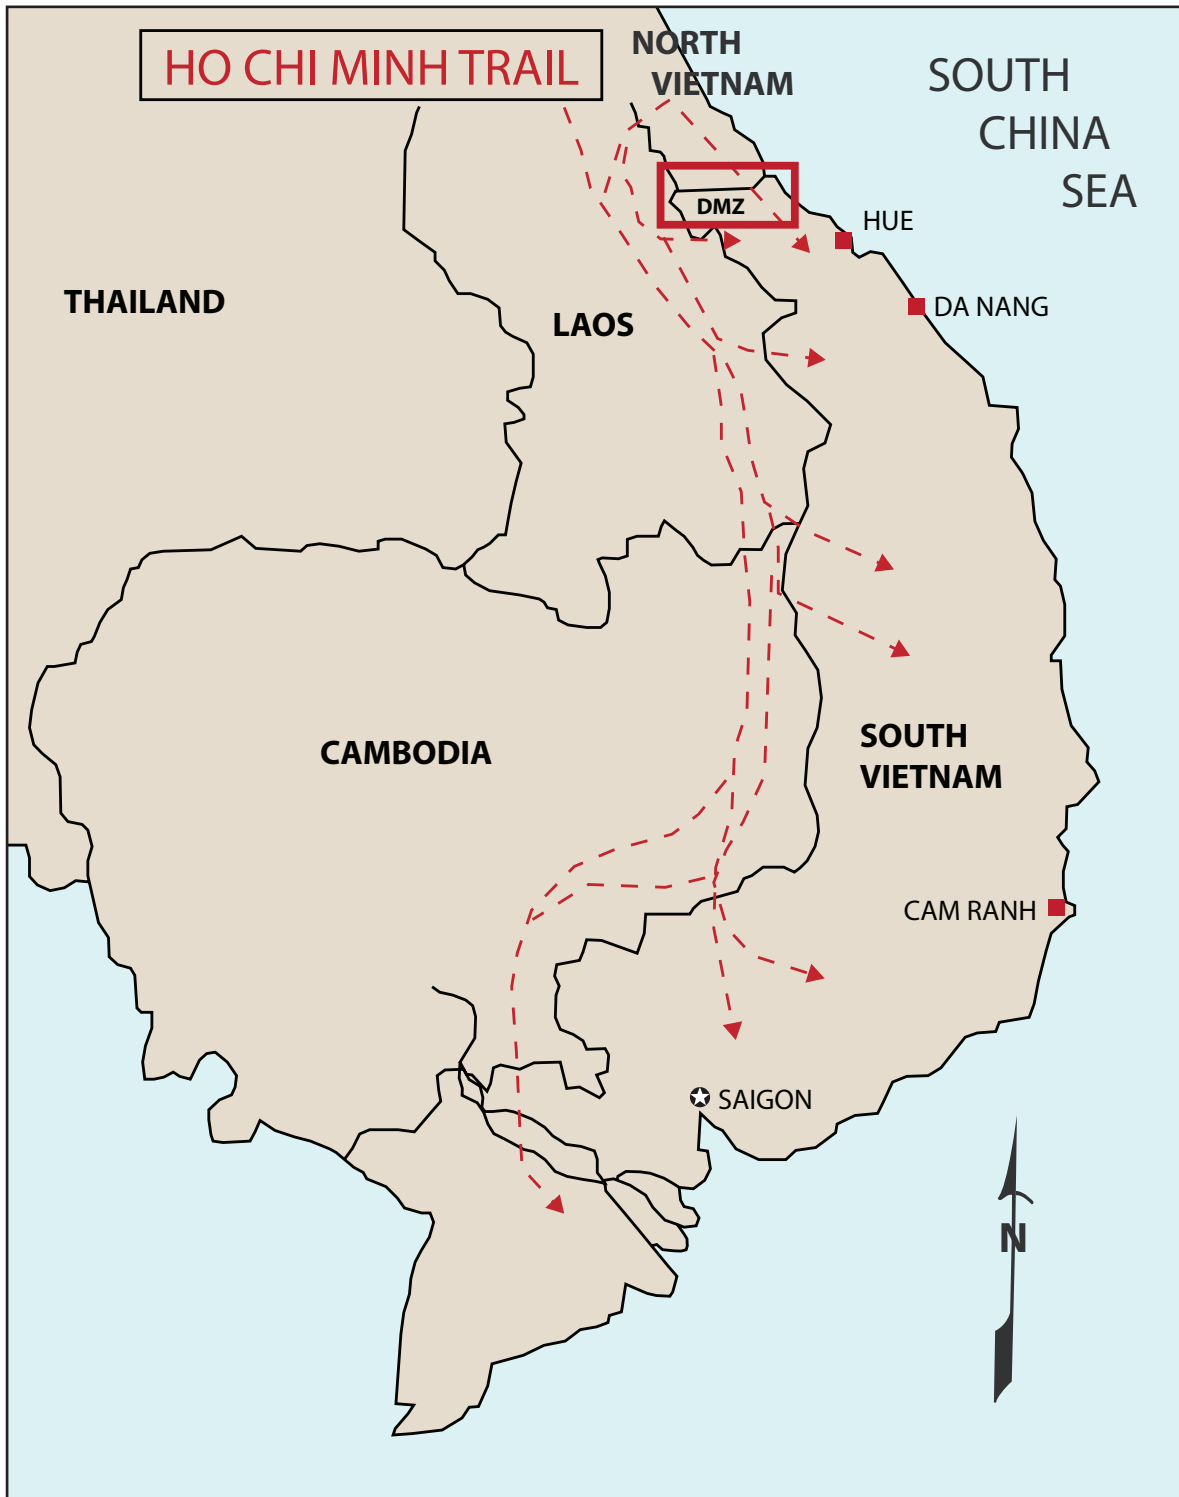 HO CHI MINH TRAIL
NORTH
VIETNAM
SOUTH
CHINA
SEA
DMZ
HUE
THAILAND
LAOS
DA NANG
CAMBODIA
SOUTH
VIETNAM
CAM RANH
SAIGON
N